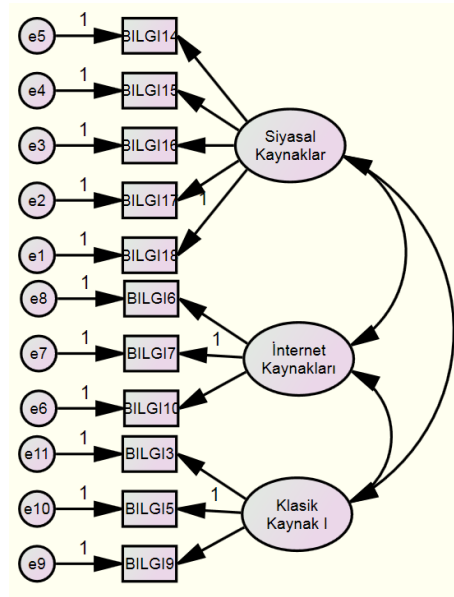 e5
1
BILGI14
e4
1
BILGI15
e3
1
BILGI16
e2
1
BILGI17
1
e1
1
BILGI18
Siyasal
Kaynaklar
e8
1
BILGI6
e7
1
BILGI7
1
e6
1
BILGI10
İnternet
Kaynakları
e11
1
BILGI3
e10
1
BILGI5
1
e9
1
BILGI9
Klasik
Kaynak I